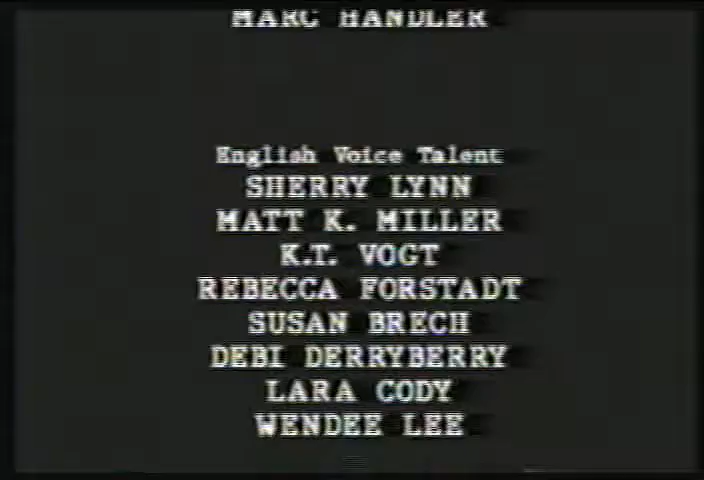 MARC HANDLER
English Voice Talent
SHERRY LYNN
MATT K. MILLER
K.T. VOGT
REBECCA FORSTADT
SUSAN BRECH
DEBI DERRYBERRY
LARA CODY
WENDEE LEE